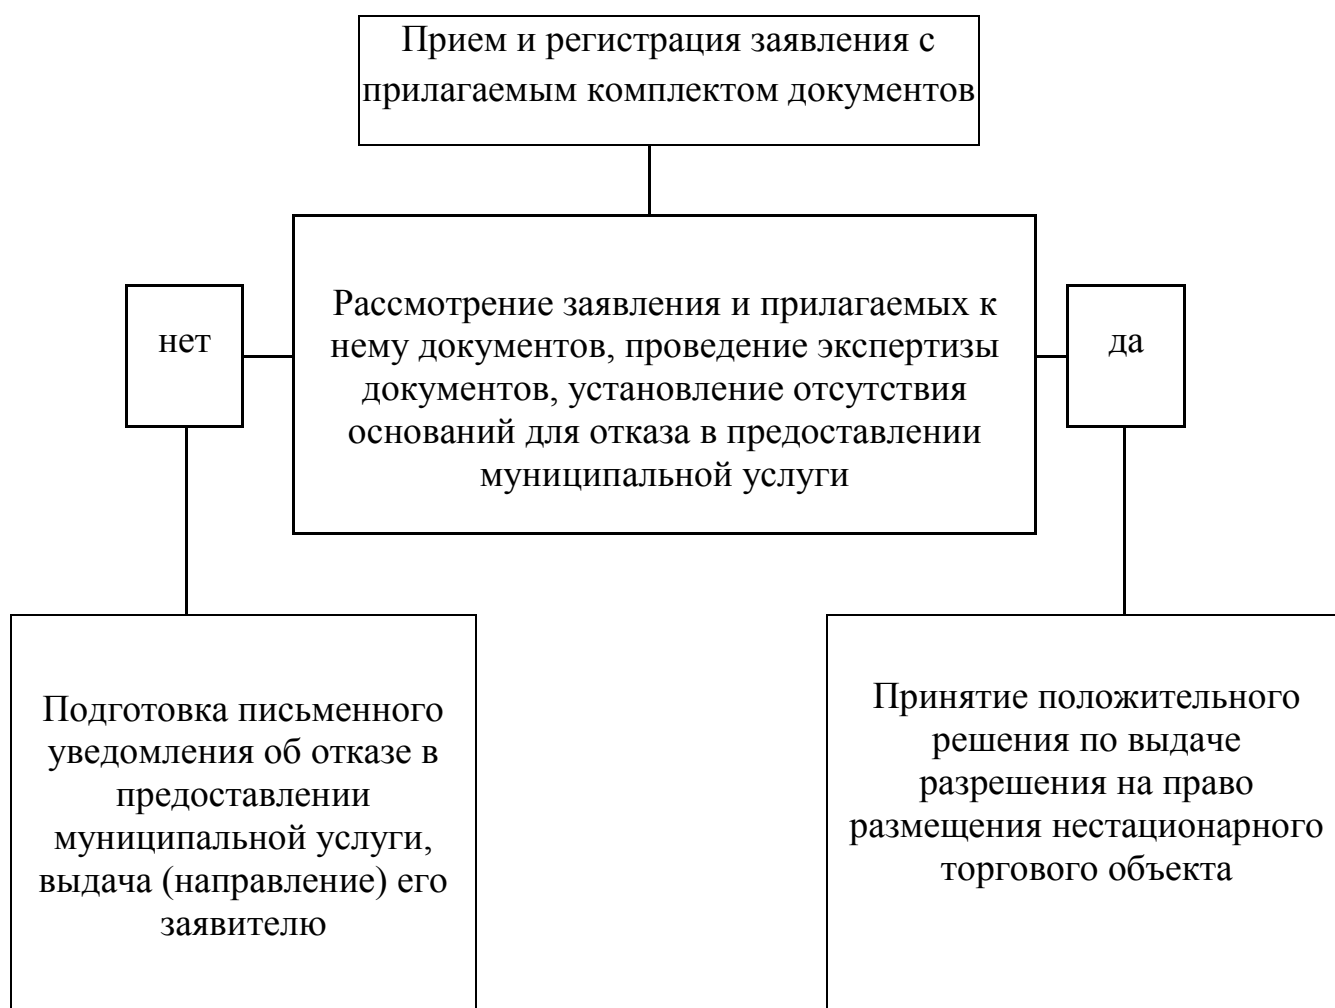 Прием и регистрация заявления с
прилагаемым комплектом документов
Рассмотрение заявления и прилагаемых к
нему документов, проведение экспертизы
документов, установление отсутствия
оснований для отказа в предоставлении
муниципальной услуги
нет
да
Подготовка письменного
уведомления об отказе в
предоставлении
муниципальной услуги,
выдача (направление) его
заявителю
Принятие положительного
решения по выдаче
разрешения на право
размещения нестационарного
торгового объекта